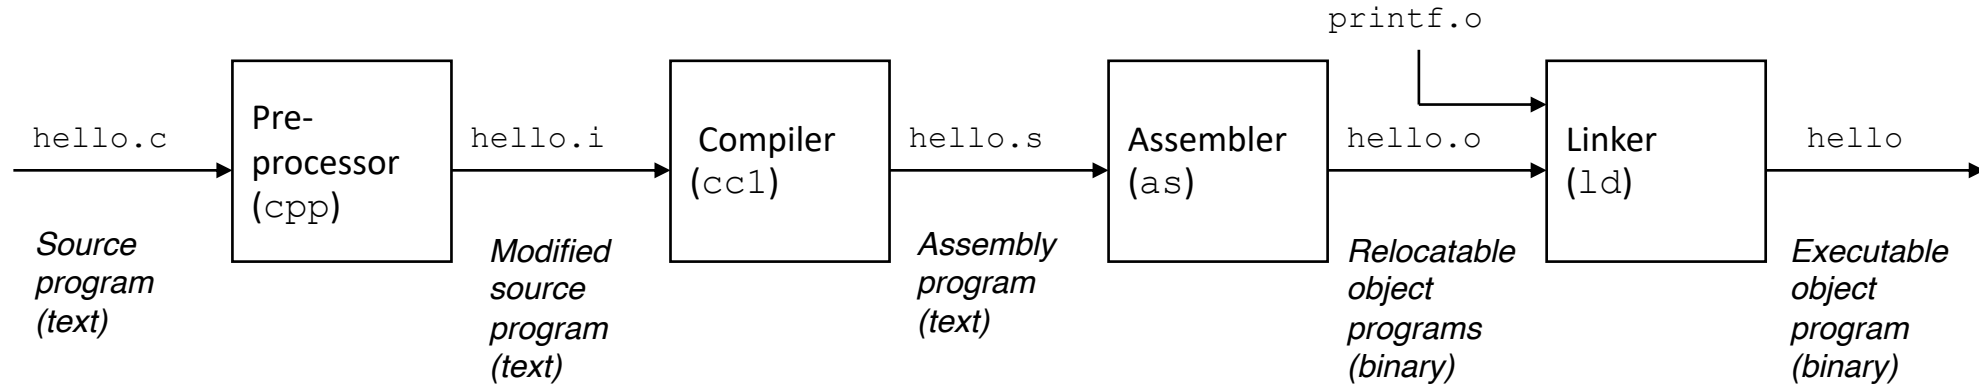 printf.o
hello.c
Pre-
processor
(cpp)
hello.i
Compiler
(cc1)
hello.s
Assembler
(as)
hello.o
Linker
(ld)
hello
Source
program
(text)
Modified
source
program
(text)
Assembly
program
(text)
Relocatable
object
programs
(binary)
Executable
object
program
(binary)